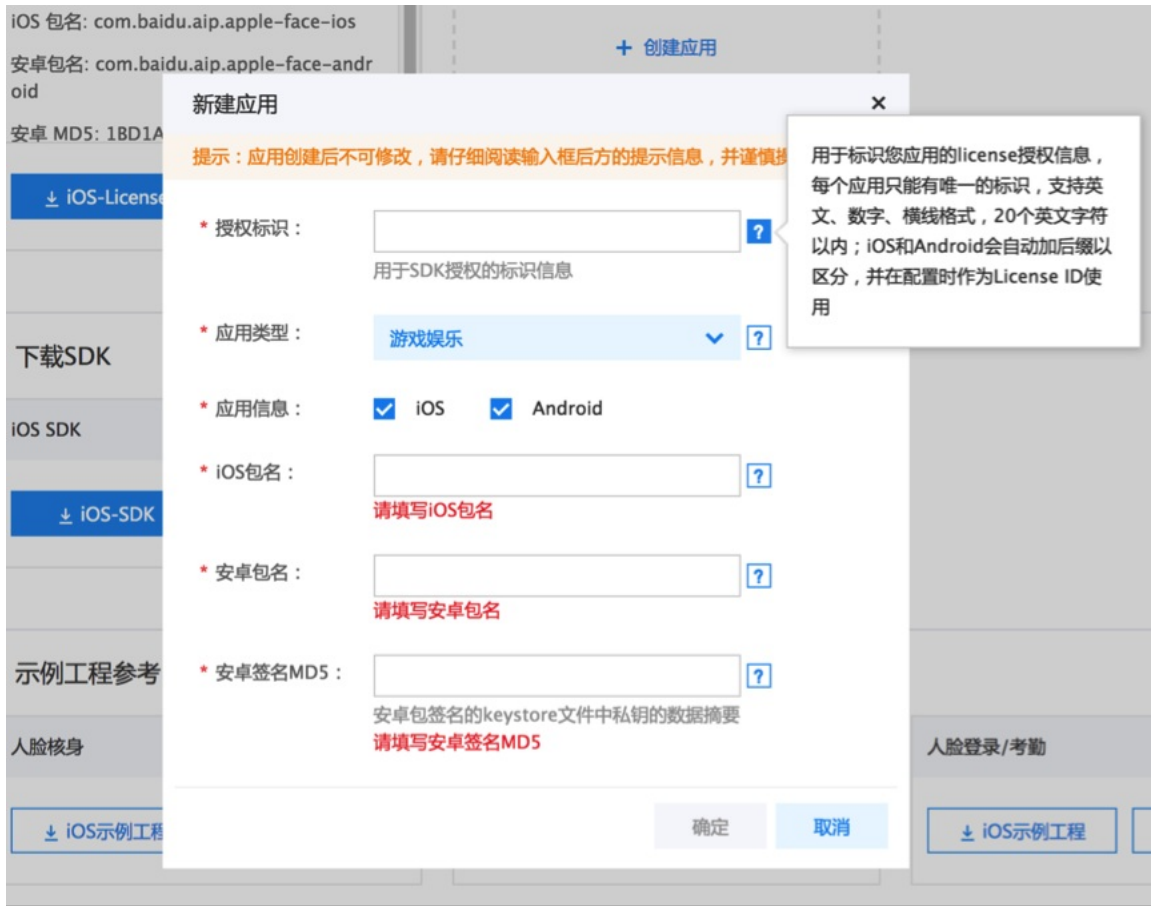 iOS 包名: com.baidu.aip.apple-face-ios
安卓包名: com.baidu.aip.apple-face-andr
oid
安卓 MD5: 1BD1A
iOS-License
+ 创建应用
新建应用
×
提示：应用创建后不可修改，请仔细阅读输入框后方的提示信息，并谨慎
用于标识您应用的license授权信息，
每个应用只能有唯一的标识，支持英
文、数字、横线格式，20个英文字符
以内；iOS和Android会自动加后缀以
区分，并在配置时作为License ID使
用
* 授权标识：
?
用于SDK授权的标识信息
* 应用类型：
游戏娱乐
?
* 应用信息：
iOS
Android
* iOS包名：
?
请填写iOS包名
* 安卓包名：
?
请填写安卓包名
* 安卓签名MD5：
?
安卓包签名的keystore文件中私钥的数据摘要
请填写安卓签名MD5
确定
取消
下载SDK
iOS SDK
iOS-SDK
示例工程参考
人脸核身
iOS示例工程
人脸登录/考勤
iOS示例工程